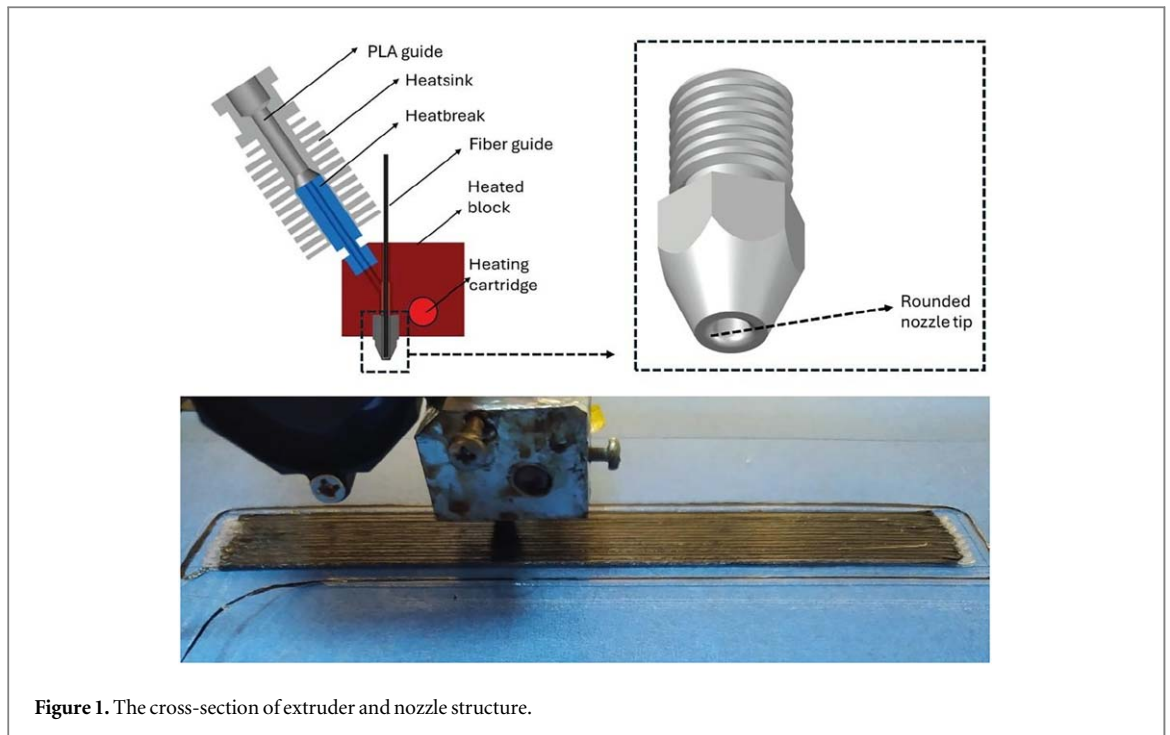 PLA guide
Heatsink
Heatbreak
Fiber guide
Heated
block
Heating
cartridge
Rounded
nozzle tip
Figure 1. The cross-section of extruder and nozzle structure.